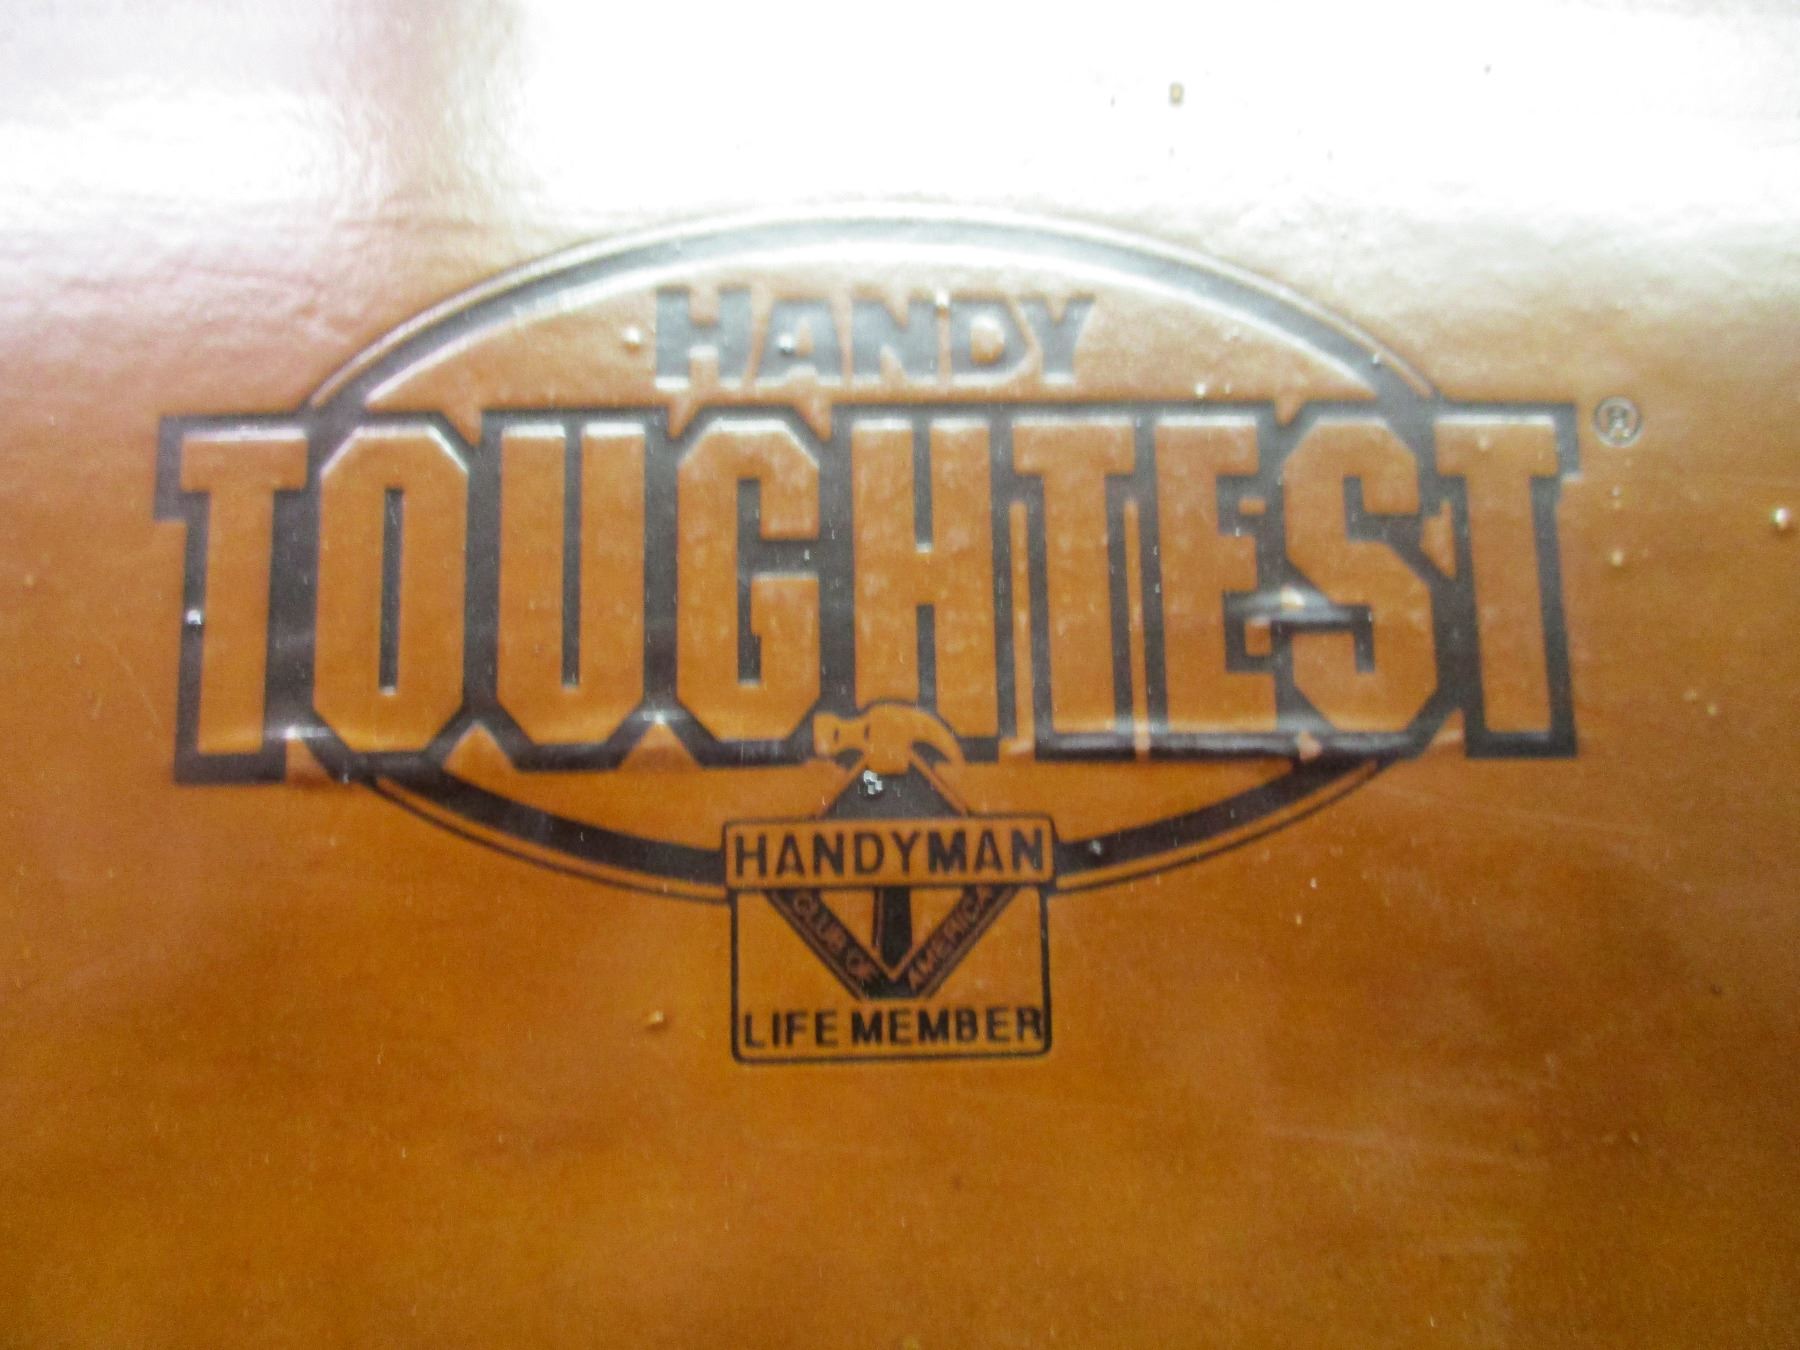 HANDY
TOUGHTEST®
HANDYMAN
CLUB OF AMERICA
LIFE MEMBER